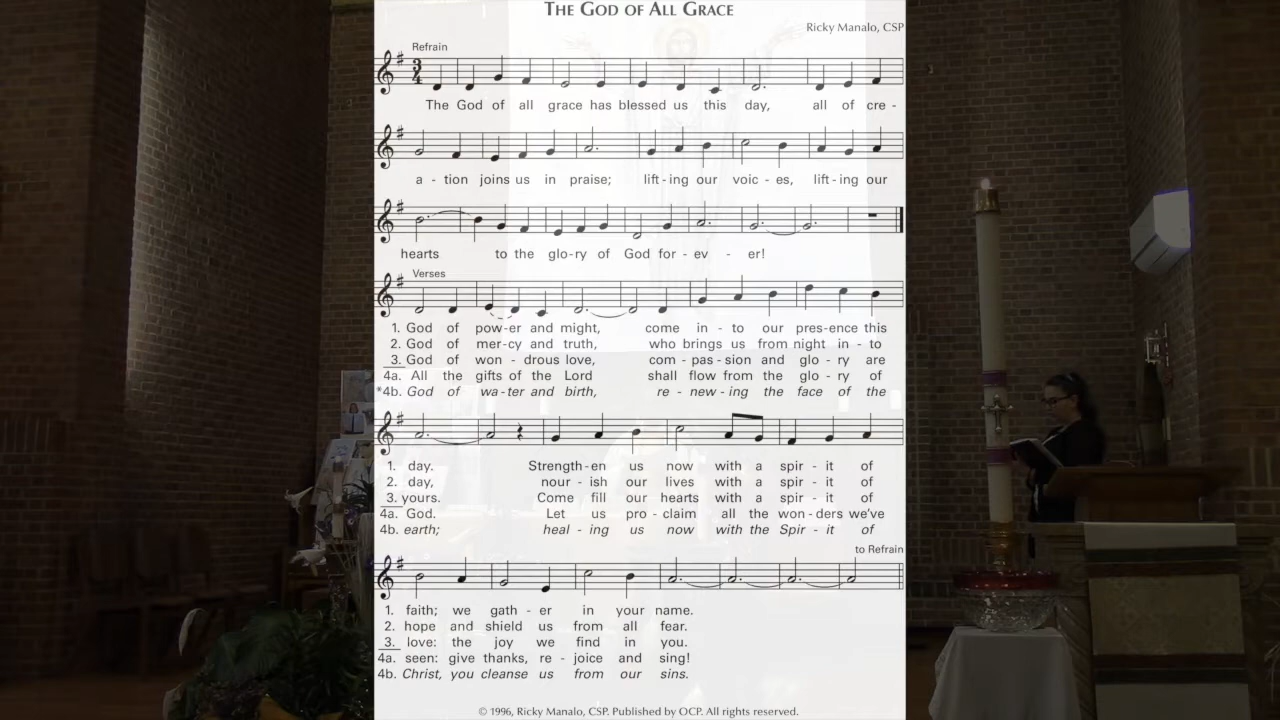 THE GOD OF ALL GRACE
Ricky Manalo, CSP
Refrain
The God of all grace has blessed us this day, all of cre -
a - tion joins us in praise; lift - ing our voic - es, lift - ing our
hearts to the glo - ry of God for - ev - er!
Verses
1. God of pow - er and might, come in - to our pres - ence this
2. God of mer - cy and truth, who brings us from night in - to
3. God of won - drous love, com - pas - sion and glo - ry are
4a. All the gifts of the Lord shall flow from the glo - ry of
*4b. God of wa - ter and birth, re - new - ing the face of the
1. day. Strength - en us now with a spir - it of
2. day, nour - ish our lives with a spir - it of
3. yours. Come fill our hearts with a spir - it of
4a. God. Let us pro - claim all the won - ders we've
4b. earth; heal - ing us now with the Spir - it of
to Refrain
1. faith; we gath - er in your name.
2. hope and shield us from all fear.
3. love: the joy we find in you.
4a. seen: give thanks, re - joice and sing!
4b. Christ, you cleanse us from our sins.
© 1996, Ricky Manalo, CSP. Published by OCP. All rights reserved.